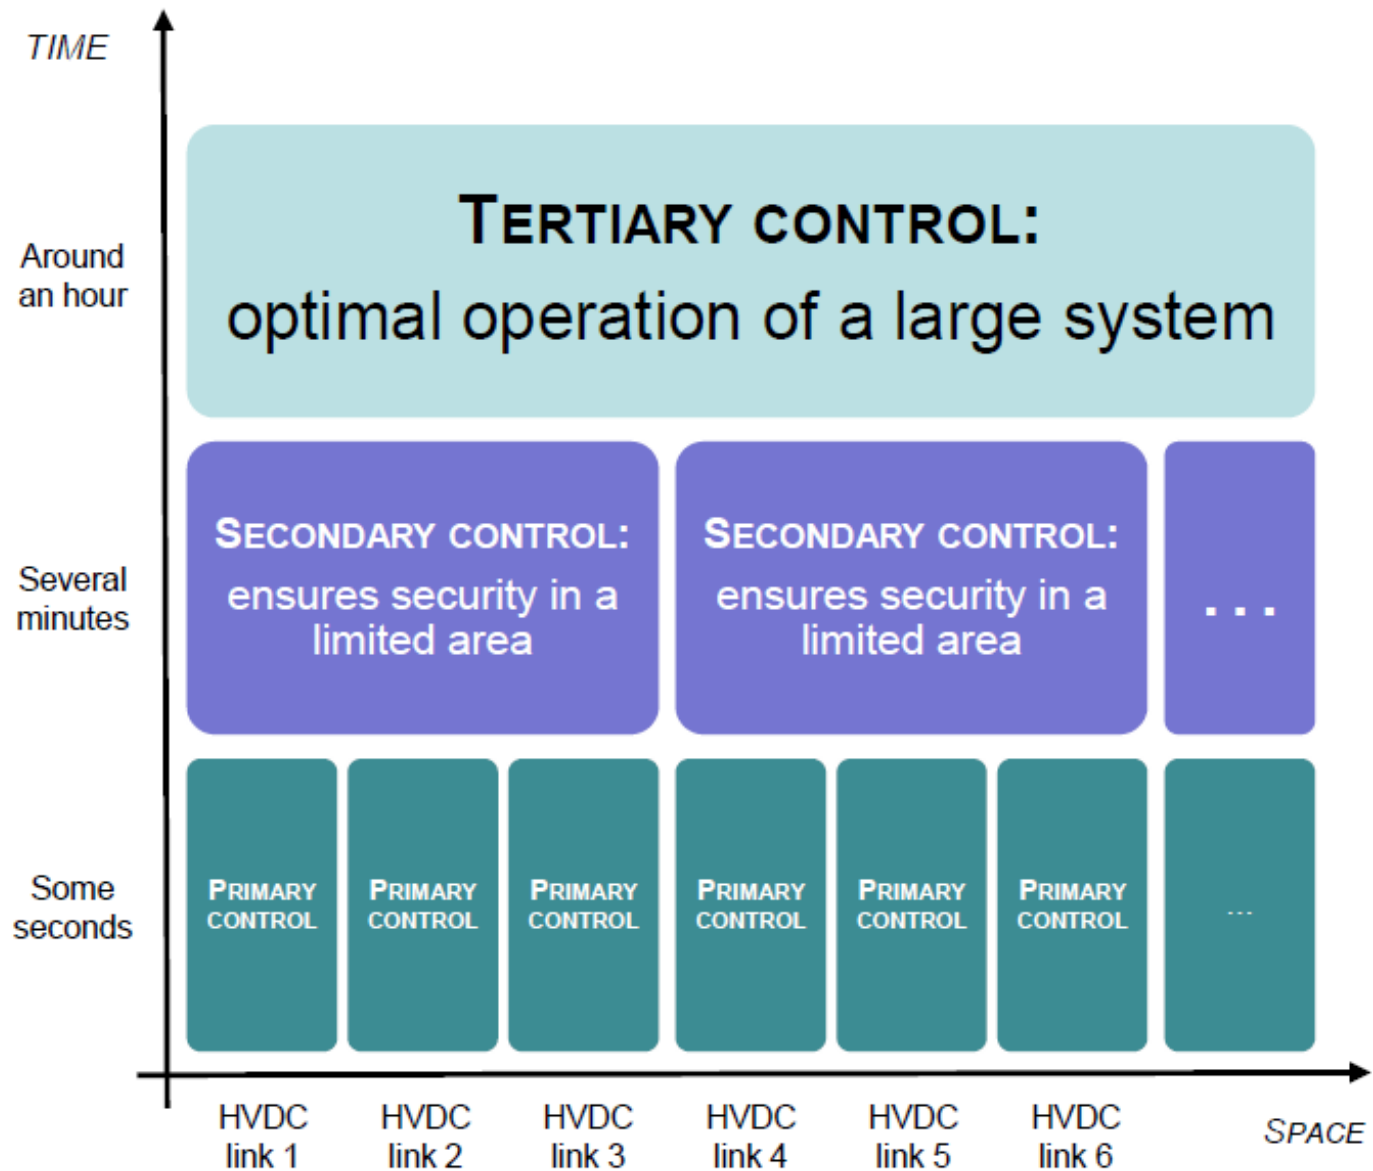 TIME
TERTIARY CONTROL:
optimal operation of a large system
Around
an hour
SECONDARY CONTROL:
ensures security in a
limited area
SECONDARY CONTROL:
ensures security in a
limited area
...
Several
minutes
PRIMARY
CONTROL
PRIMARY
CONTROL
PRIMARY
CONTROL
PRIMARY
CONTROL
PRIMARY
CONTROL
PRIMARY
CONTROL
...
Some
seconds
HVDC
link 1
HVDC
link 2
HVDC
link 3
HVDC
link 4
HVDC
link 5
HVDC
link 6
SPACE